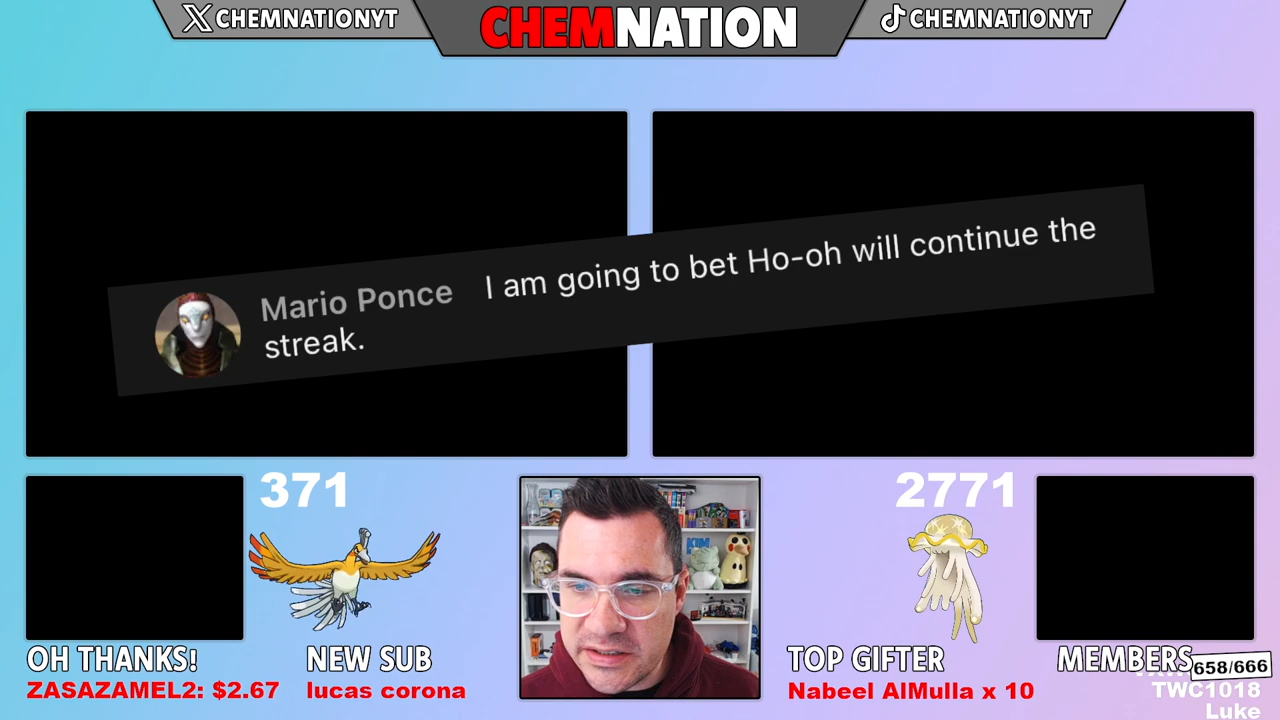 CHEMNATIONYT
CHEMNATION
CHEMNATIONYT
Mario Ponce I am going to bet Ho-oh will continue the
streak.
371
2771
KIM
OH THANKS!
NEW SUB
TOP GIFTER
MEMBERS
658/666
ZASAZAMEL2: $2.67
lucas corona
Nabeel AlMulla x 10
TWC1018
Luke